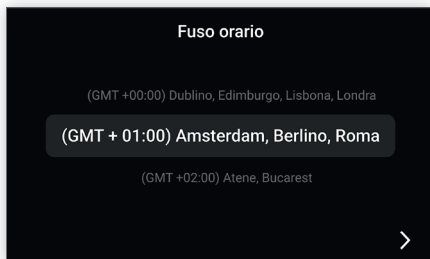 Fuso orario
(GMT +00:00) Dublino, Edimburgo, Lisbona, Londra
(GMT + 01:00) Amsterdam, Berlino, Roma
(GMT +02:00) Atene, Bucarest